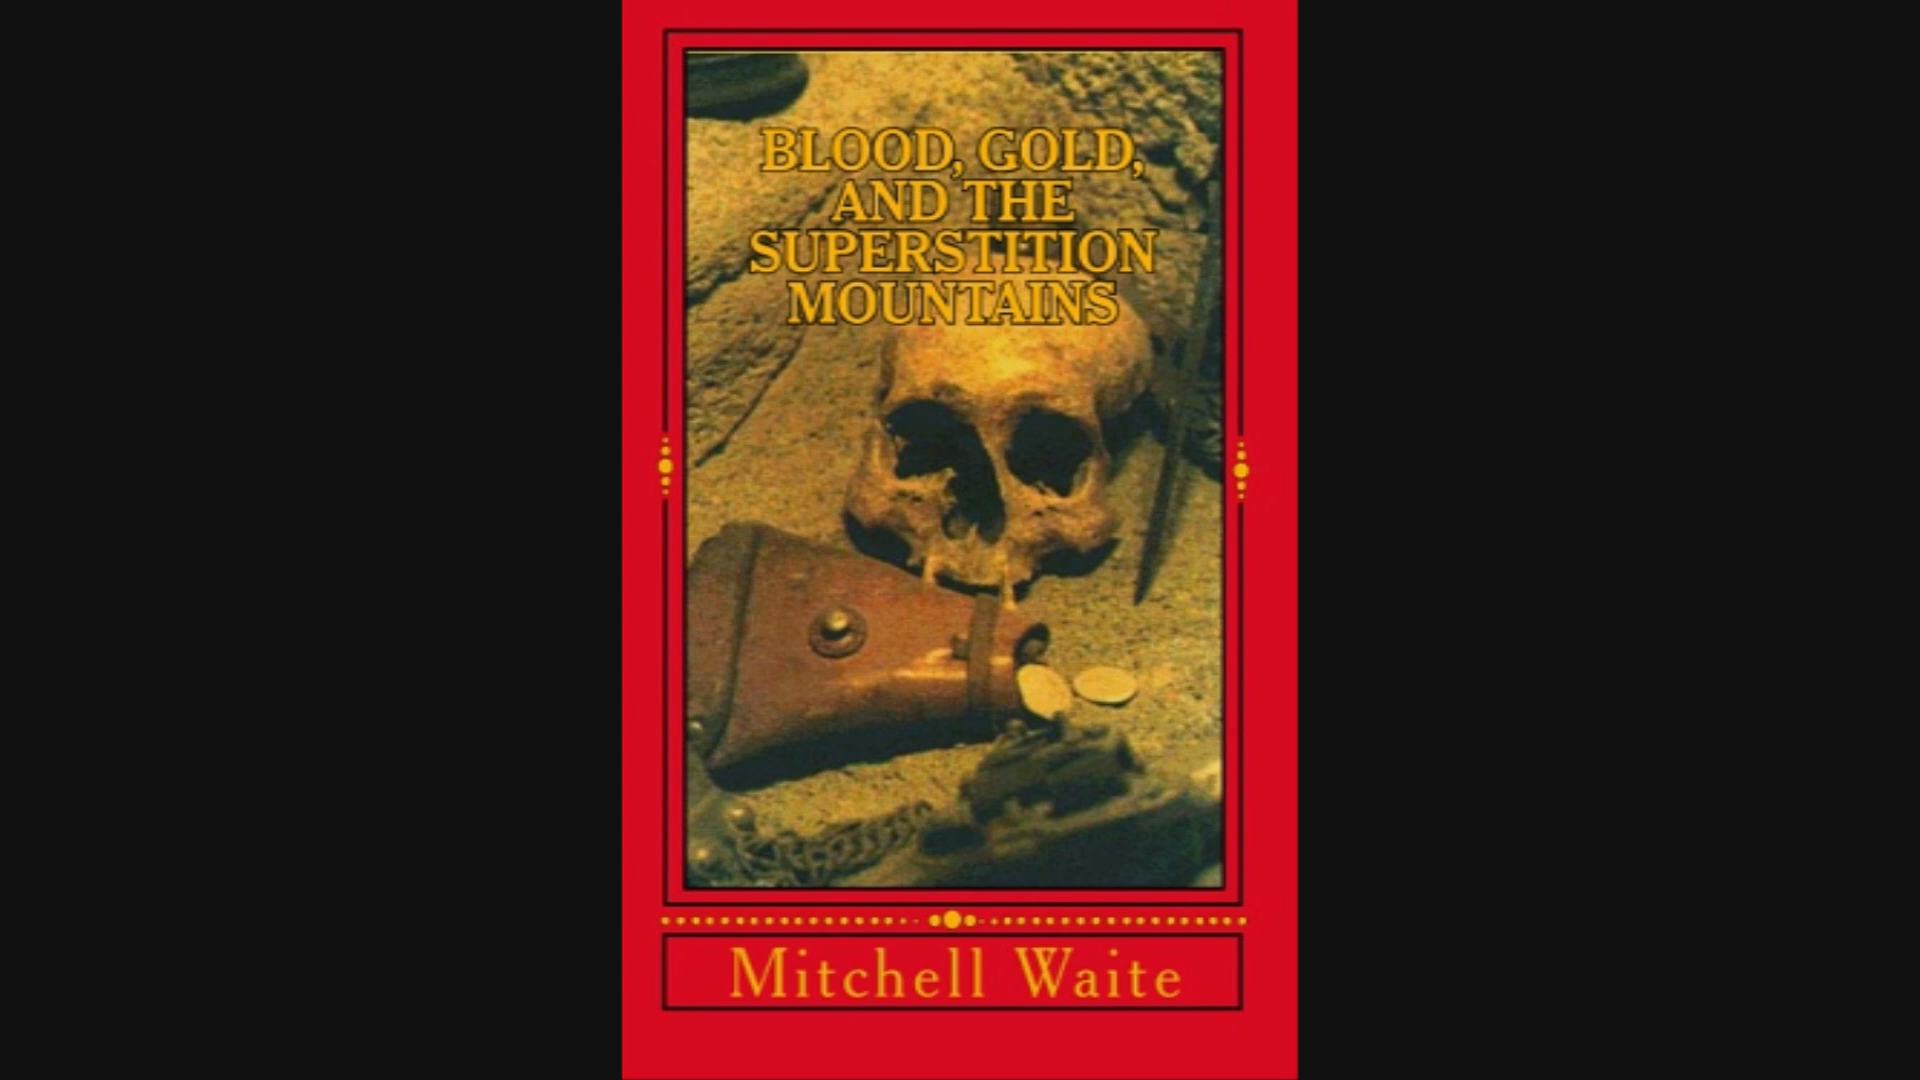 BLOOD, GOLD,
AND THE
SUPERSTITION
MOUNTAINS
Mitchell Waite